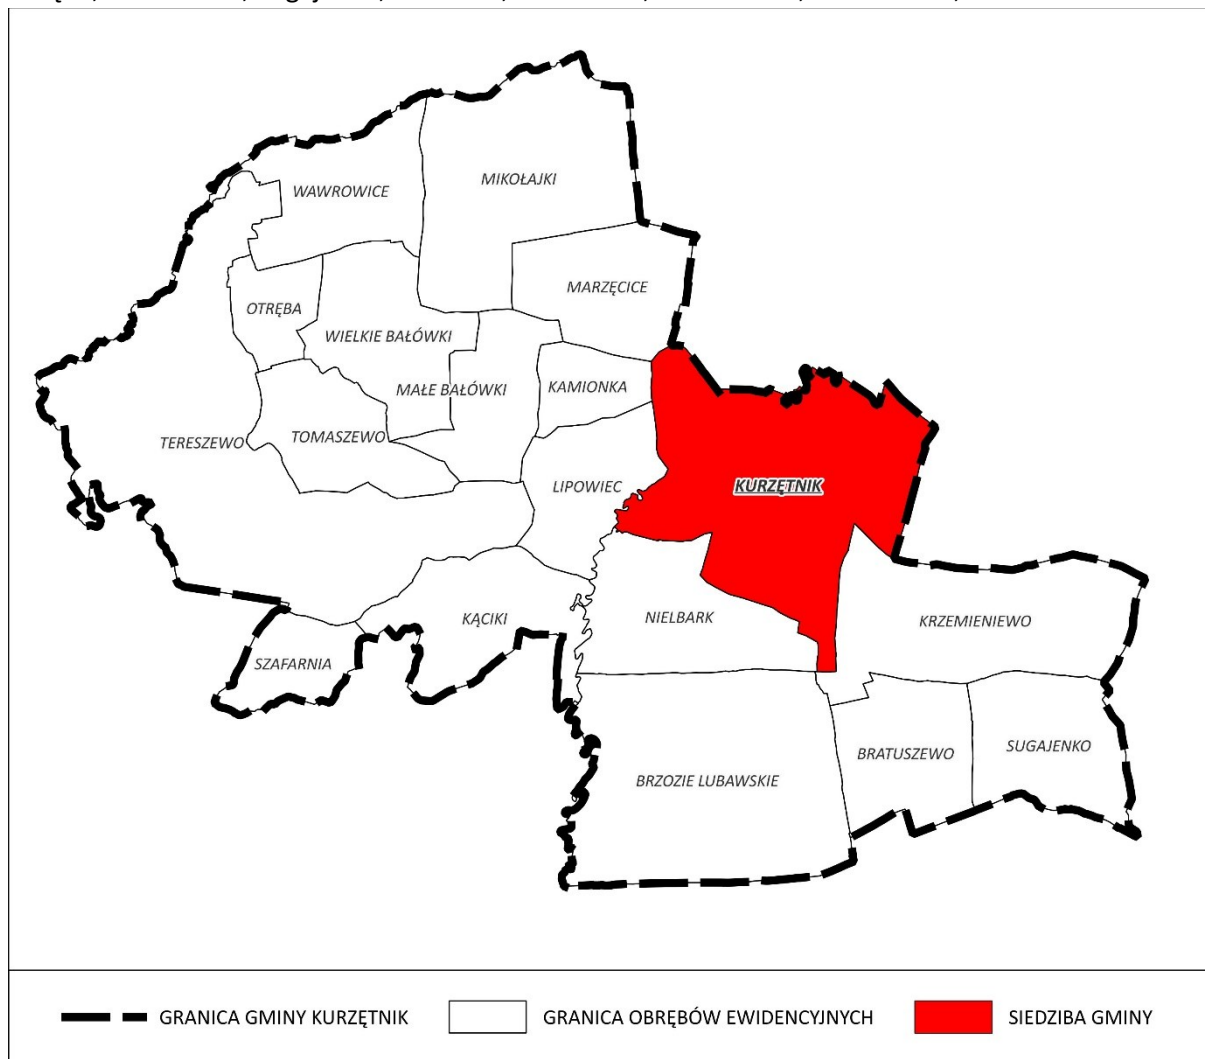 WAWROWICE
MIKOŁAJKI
MARZĘCICE
OTRĘBA
WIELKIE BAŁÓWKI
MAŁE BAŁÓWKI
KAMIONKA
TERESZEWO
TOMASZEWO
LIPOWIEC
KURZĘTNIK
KĄCIKI
NIELBARK
KRZEMIENIEWO
SZAFARNIA
BRATUSZEWO
SUGAJENKO
BRZOZIE LUBAWSKIE
GRANICA GMINY KURZĘTNIK
GRANICA OBRĘBÓW EWIDENCYJNYCH
SIEDZIBA GMINY